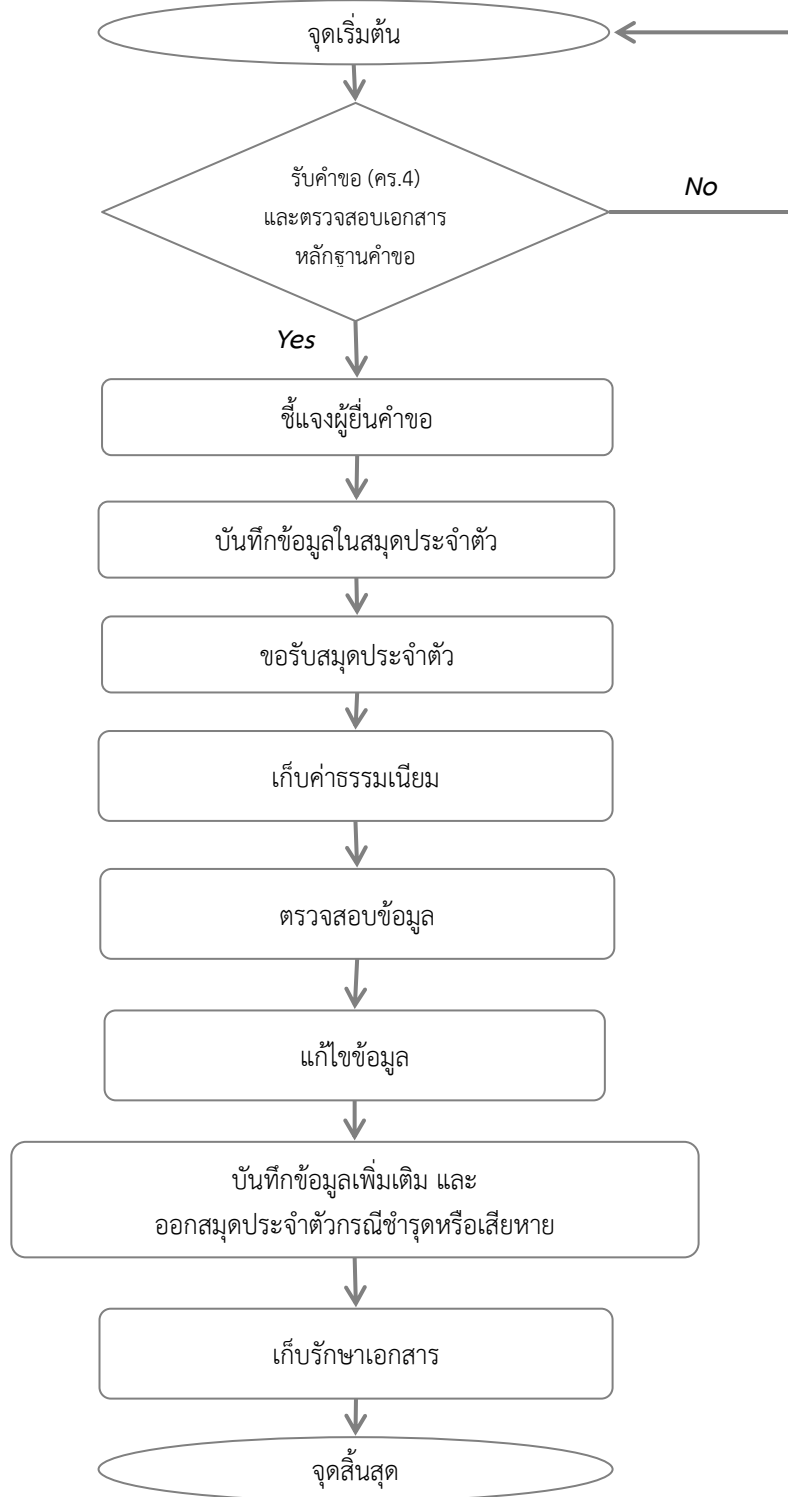 จุดเริ่มต้น
รับคำขอ (คร.4)
และตรวจสอบเอกสาร
หลักฐานคำขอ
No
Yes
ชี้แจงผู้ยื่นคำขอ
บันทึกข้อมูลในสมุดประจำตัว
ขอรับสมุดประจำตัว
เก็บค่าธรรมเนียม
ตรวจสอบข้อมูล
แก้ไขข้อมูล
บันทึกข้อมูลเพิ่มเติม และ
ออกสมุดประจำตัวกรณีชำรุดหรือเสียหาย
เก็บรักษาเอกสาร
จุดสิ้นสุด